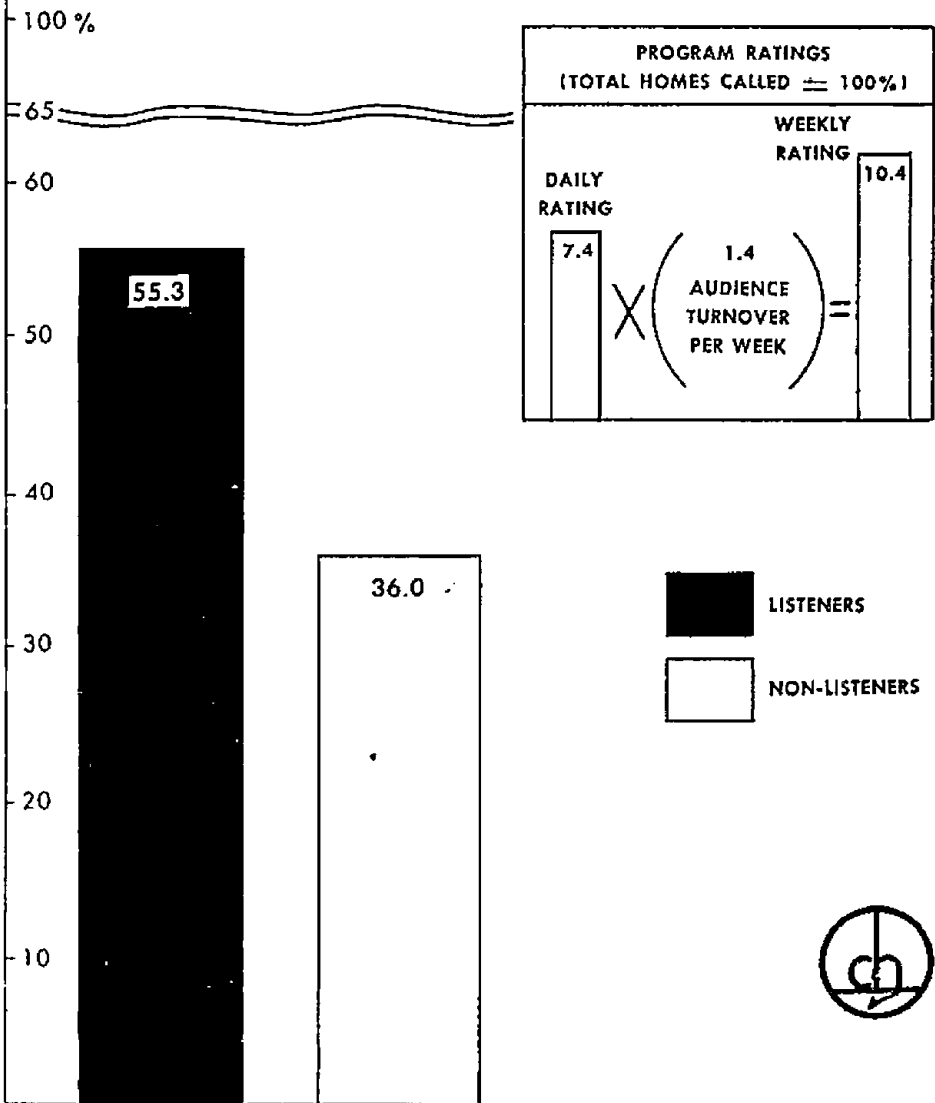 100 %
65
60
50
40
30
20
10
55.3
36.0
PROGRAM RATINGS
(TOTAL HOMES CALLED = 100%)
DAILY
RATING
7.4
X
(
1.4
AUDIENCE
TURNOVER
PER WEEK
)
=
WEEKLY
RATING
10.4
LISTENERS
NON-LISTENERS